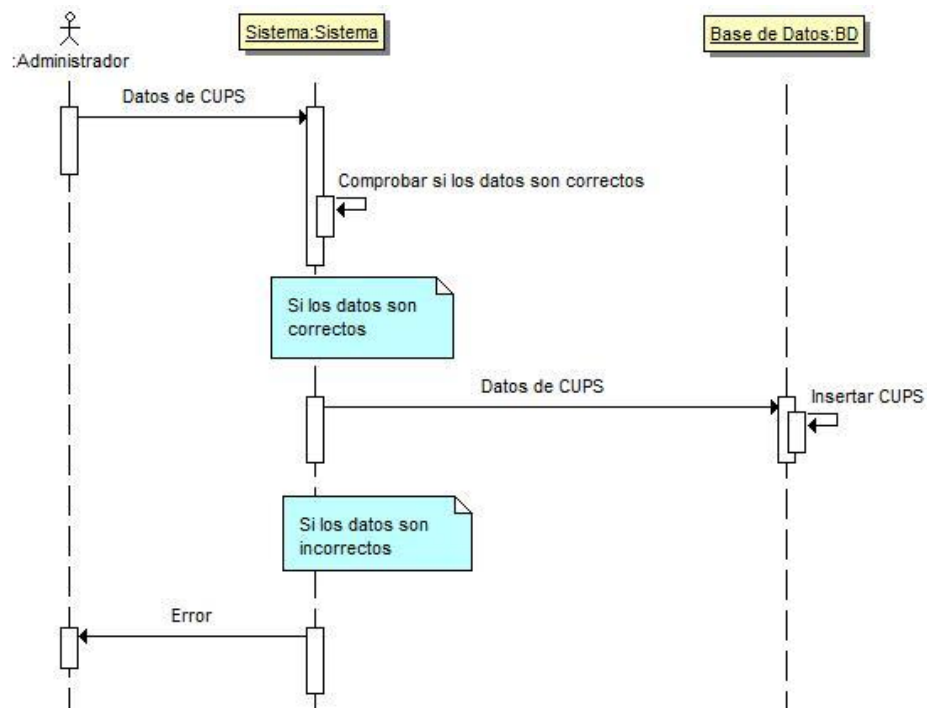 Sistema:Sistema
Base de Datos:BD
:Administrador
Datos de CUPS
Comprobar si los datos son correctos
Si los datos son
correctos
Datos de CUPS
Insertar CUPS
Si los datos son
incorrectos
Error